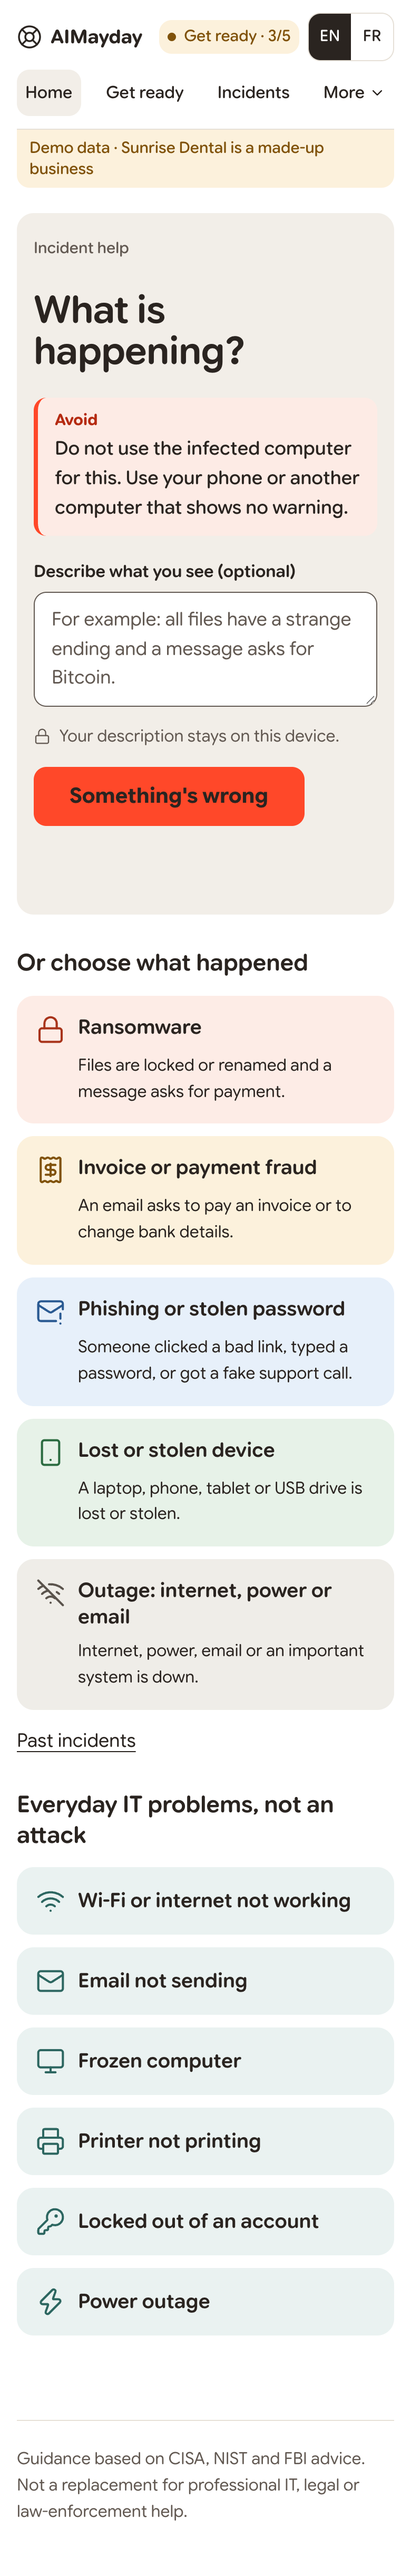 AIMayday
Get ready · 3/5
EN
FR
Home
Get ready
Incidents
More
Demo data · Sunrise Dental is a made-up
business
Incident help
What is
happening?
Avoid
Do not use the infected computer
for this. Use your phone or another
computer that shows no warning.
Describe what you see (optional)
For example: all files have a strange
ending and a message asks for
Bitcoin.
Your description stays on this device.
Something's wrong
Or choose what happened
Ransomware
Files are locked or renamed and a
message asks for payment.
Invoice or payment fraud
An email asks to pay an invoice or to
change bank details.
Phishing or stolen password
Someone clicked a bad link, typed a
password, or got a fake support call.
Lost or stolen device
A laptop, phone, tablet or USB drive is
lost or stolen.
Outage: internet, power or
email
Internet, power, email or an important
system is down.
Past incidents
Everyday IT problems, not an
attack
Wi-Fi or internet not working
Email not sending
Frozen computer
Printer not printing
Locked out of an account
Power outage
Guidance based on CISA, NIST and FBI advice.
Not a replacement for professional IT, legal or
law-enforcement help.